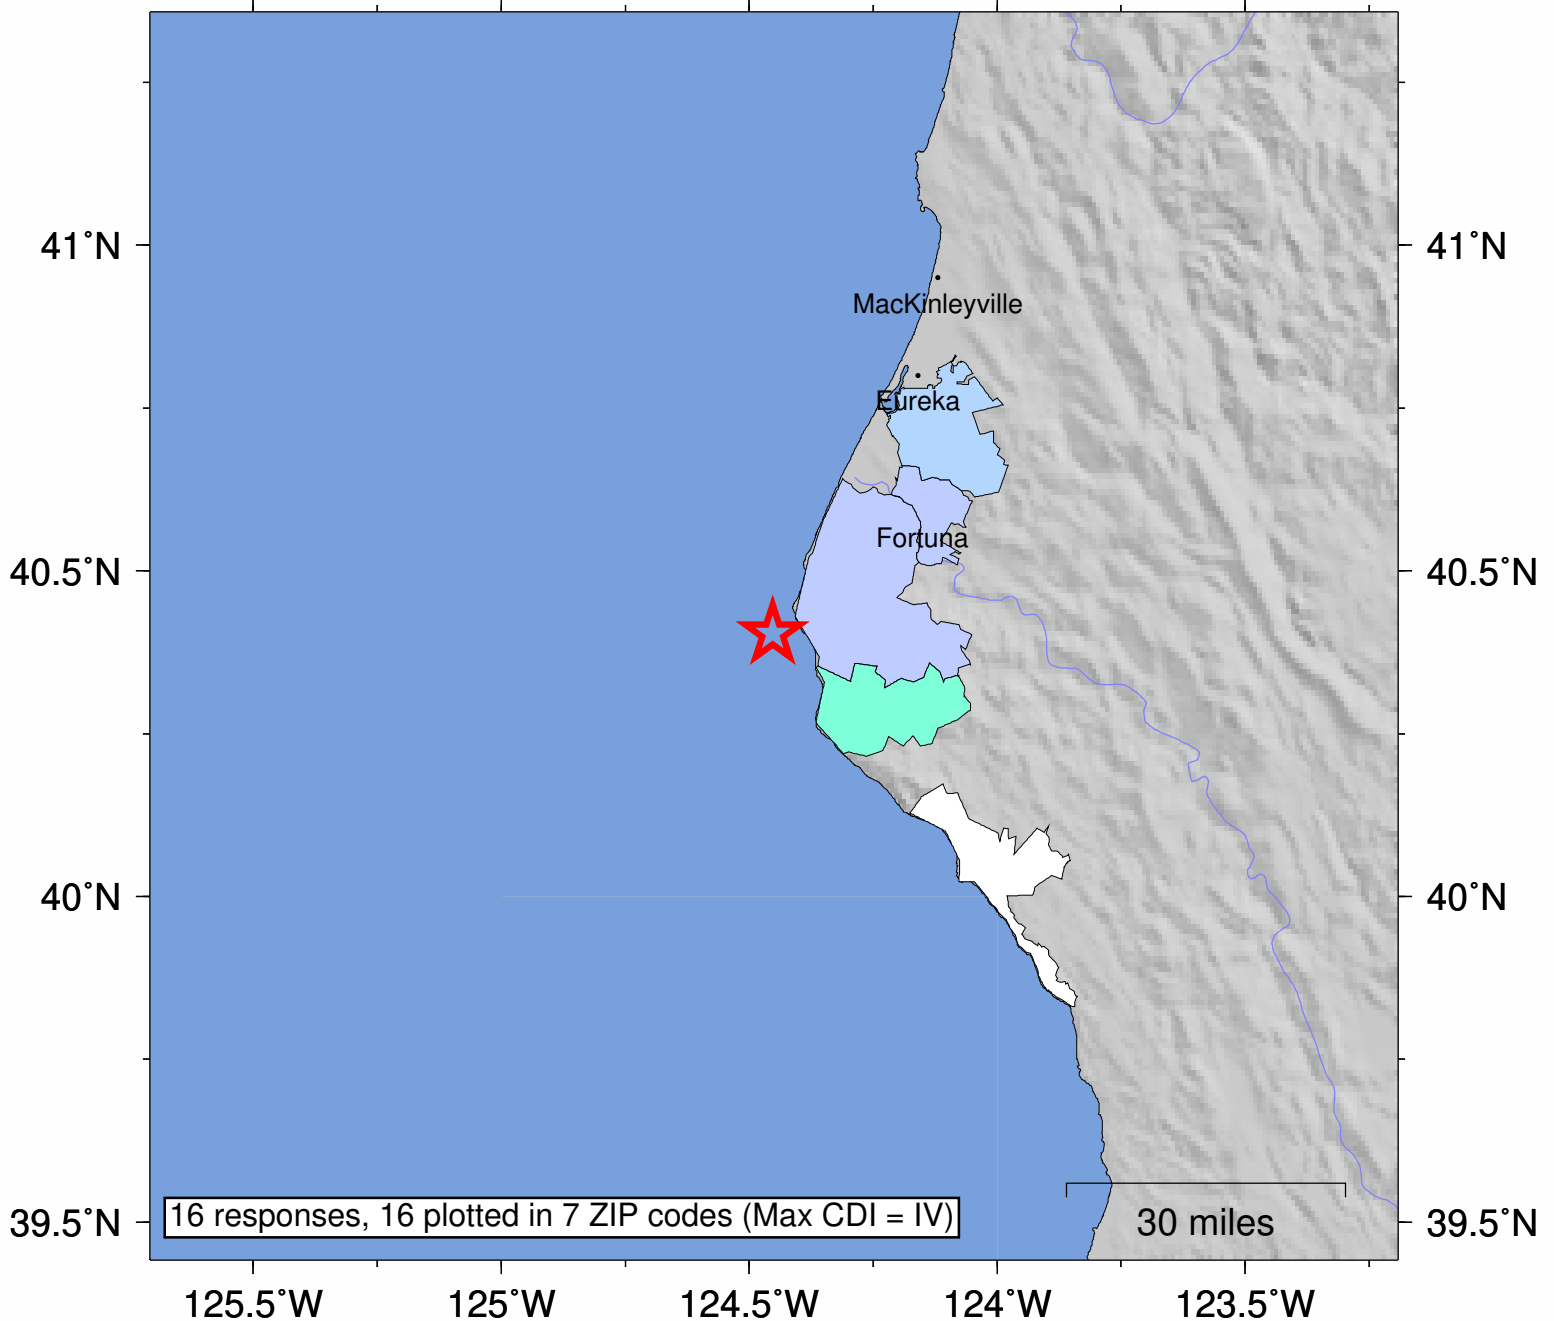 41˚N
41˚N
MacKinleyville
Eureka
Fortuna
40.5˚N
40.5˚N
40˚N
40˚N
16 responses, 16 plotted in 7 ZIP codes (Max CDI = IV)
30 miles
39.5˚N
39.5˚N
125.5˚W
125˚W
124.5˚W
124˚W
123.5˚W